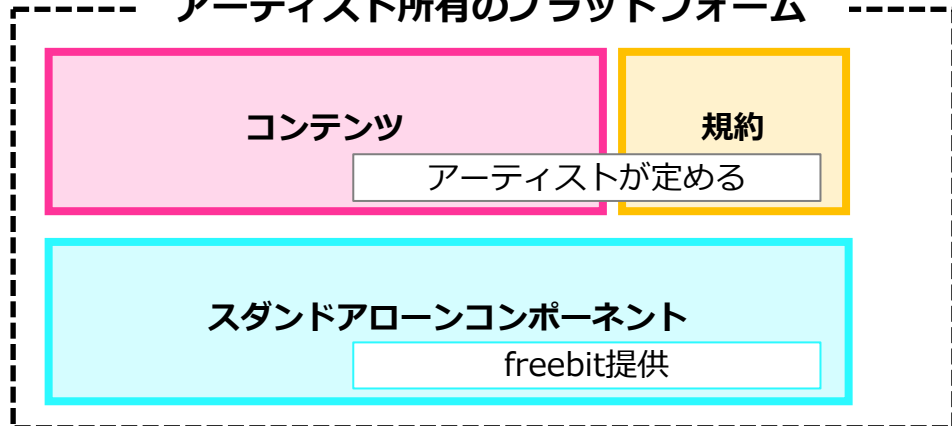 アーティスト所有のプラットフォーム
コンテンツ
規約
アーティストが定める
スダンドアローンコンポーネント
freebit提供